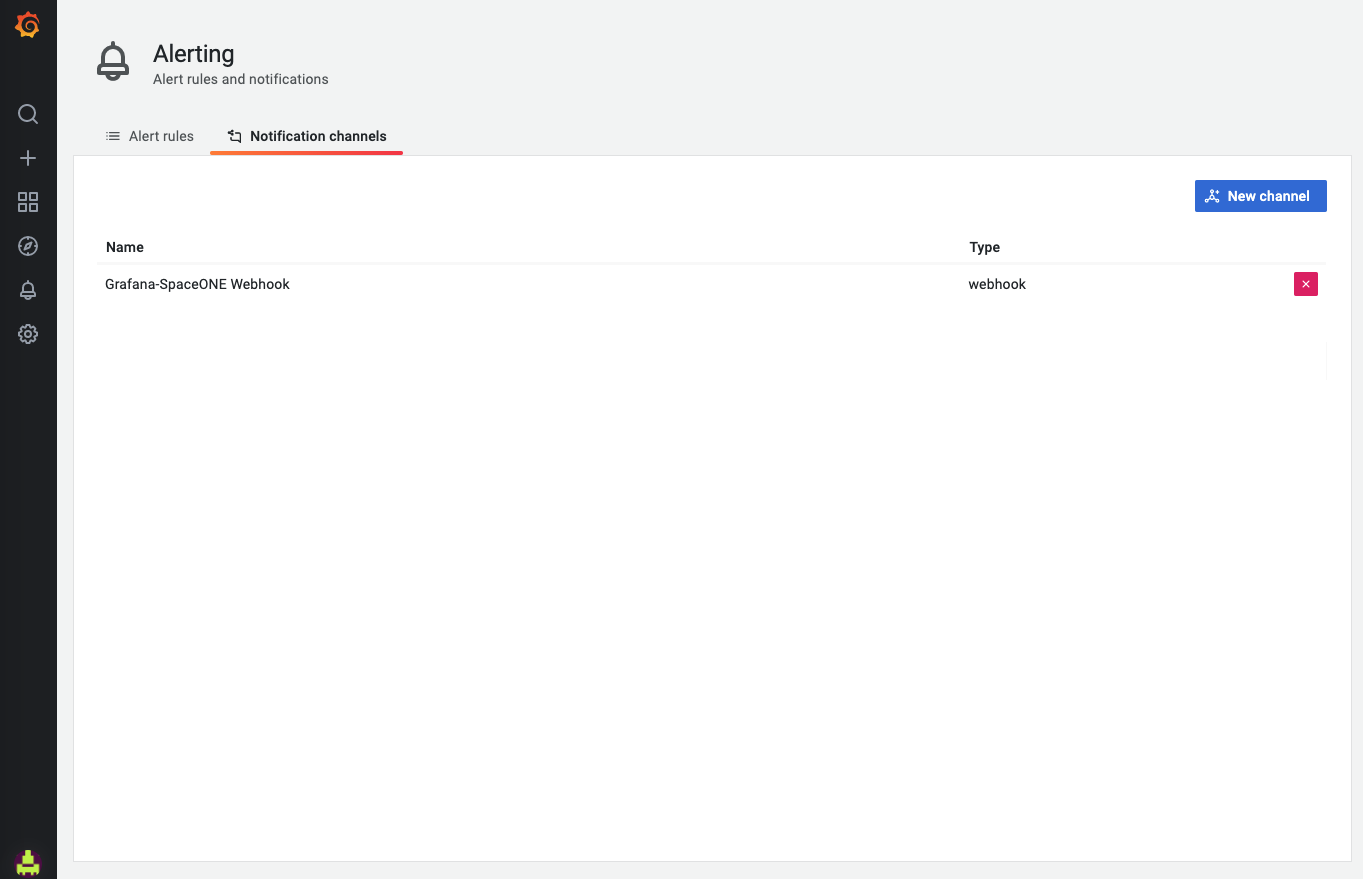 Alerting
Alert rules and notifications
Alert rules
Notification channels
New channel
Name Type
Grafana-SpaceONE Webhook webhook